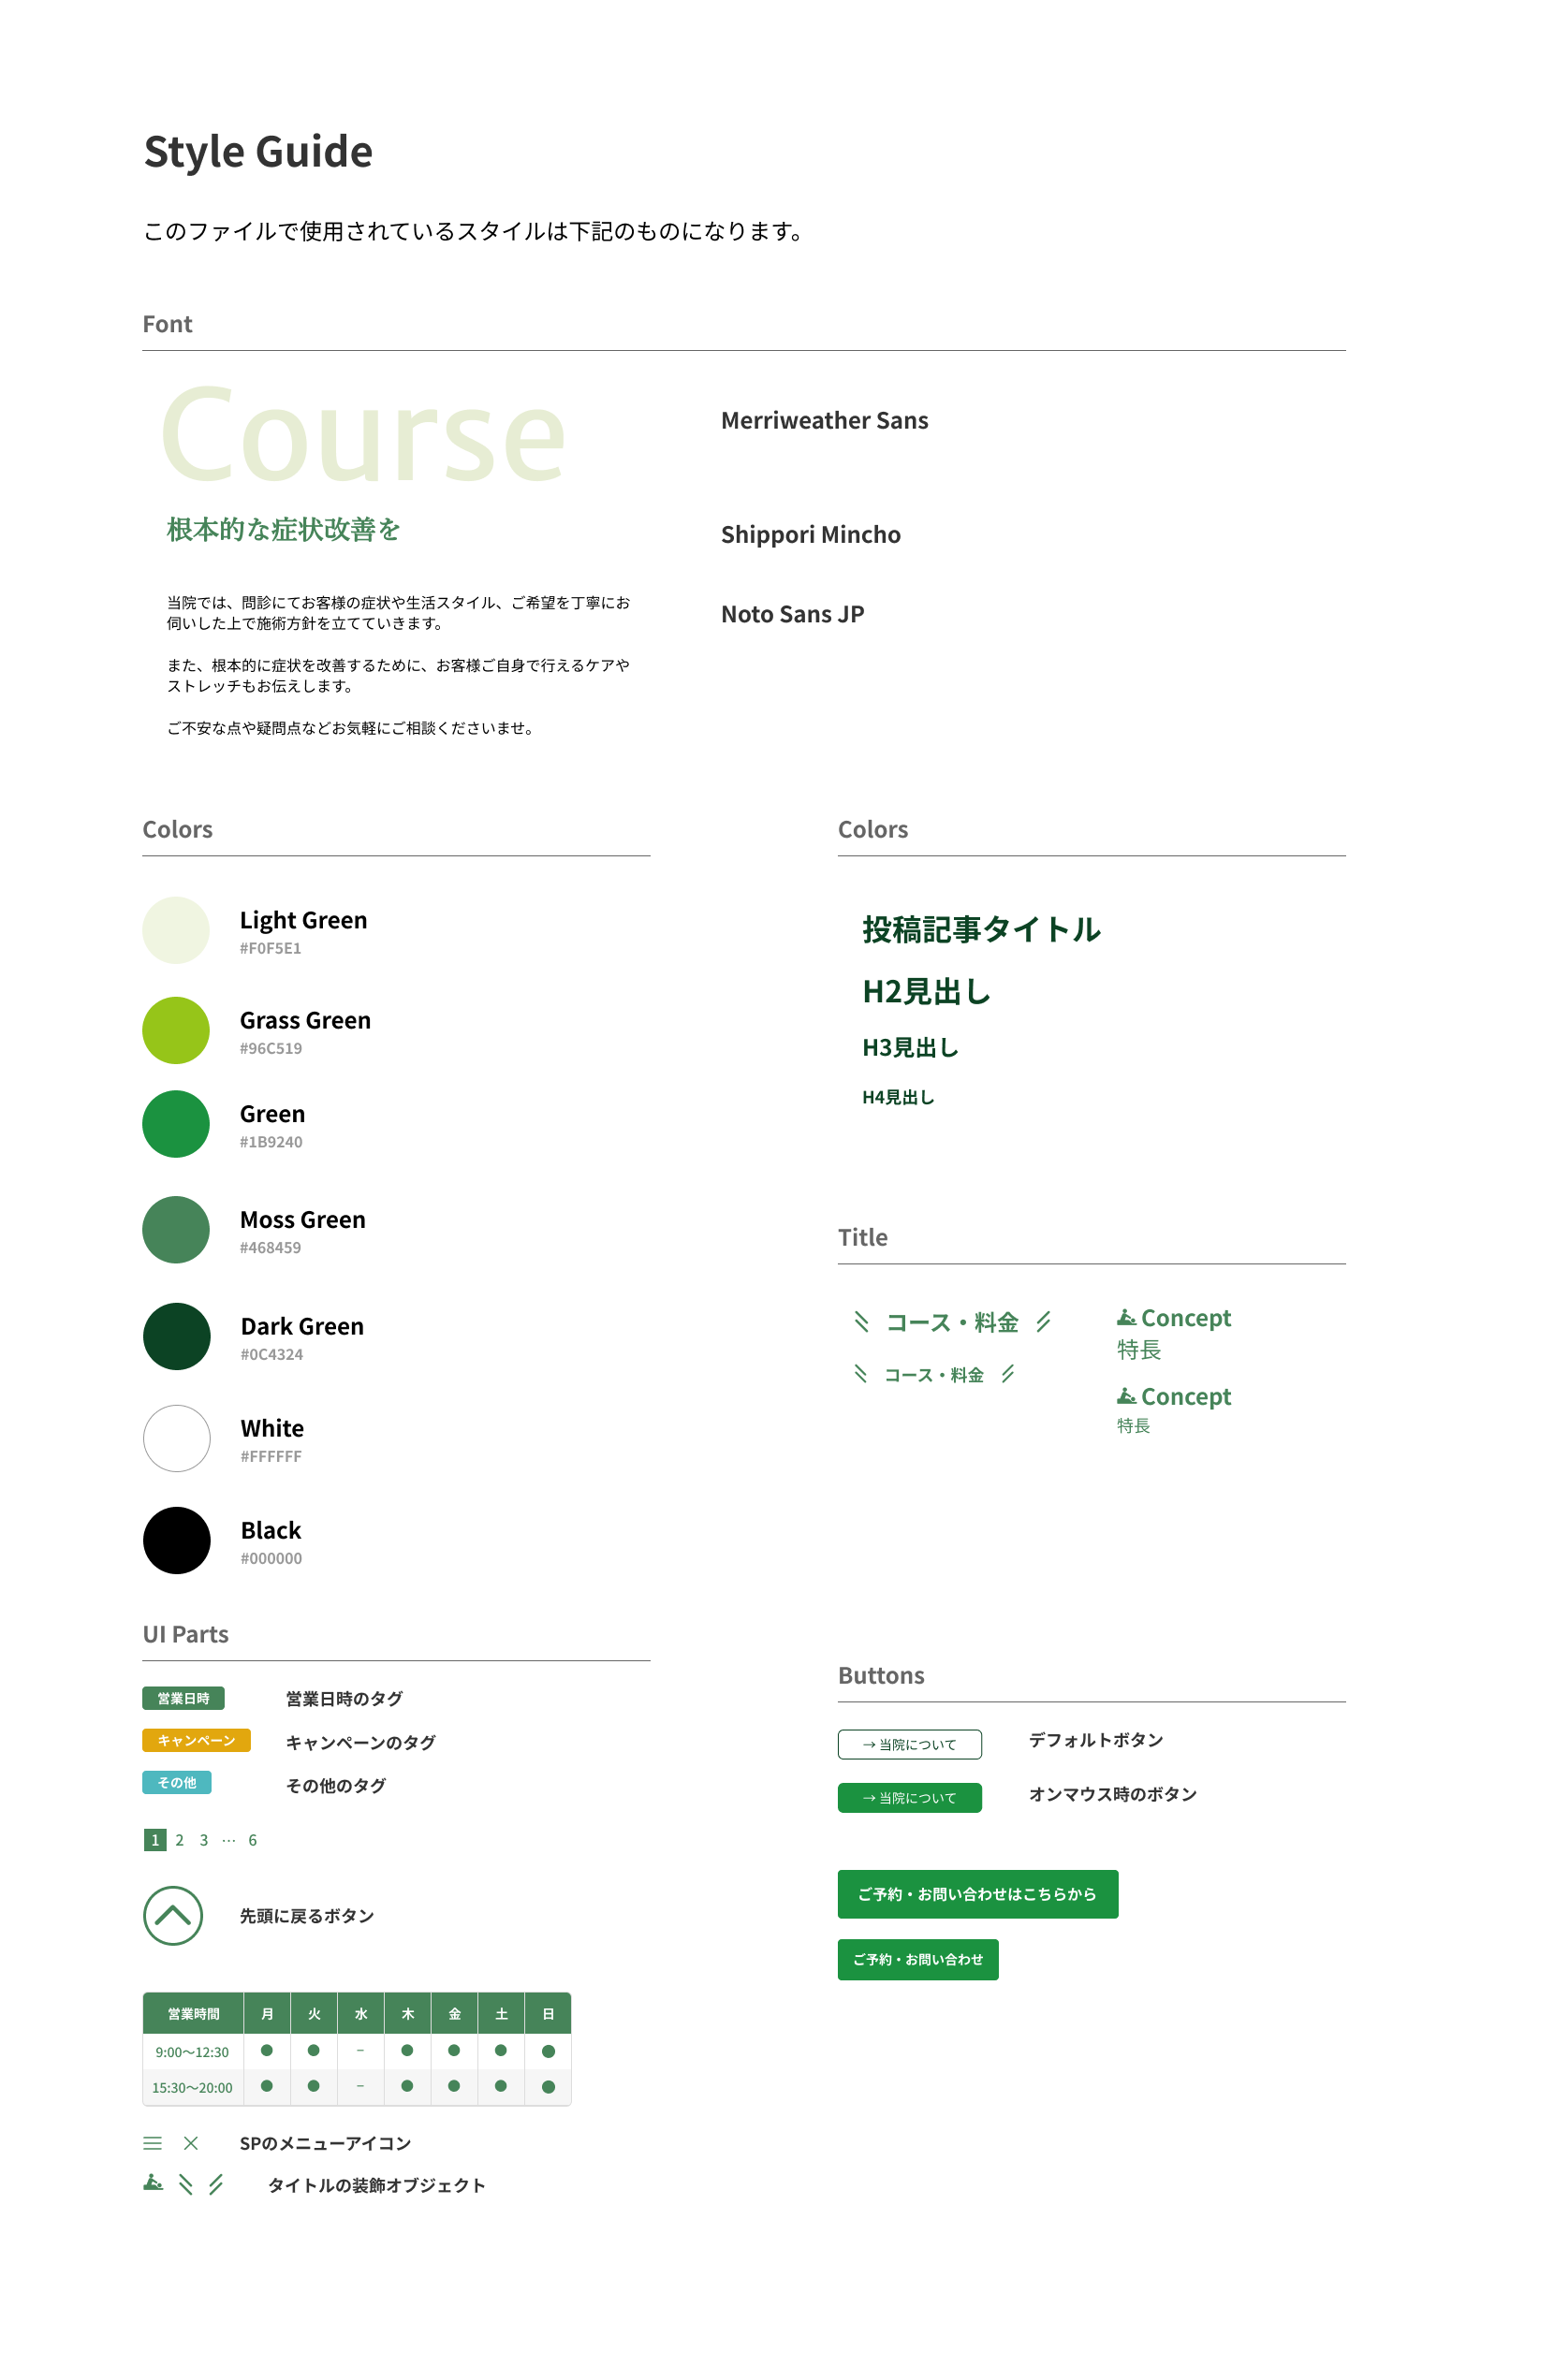 Style Guide
このファイルで使用されているスタイルは下記のものになります。
Font
Course
Merriweather Sans
根本的な症状改善を
Shippori Mincho
当院では、問診にてお客様の症状や生活スタイル、ご希望を丁寧にお
伺いした上で施術方針を立てていきます。
また、根本的に症状を改善するために、お客様ご自身で行えるケアや
ストレッチもお伝えします。
ご不安な点や疑問点などお気軽にご相談くださいませ。
Noto Sans JP
Colors
Light Green
#F0F5E1
Grass Green
#96C519
Green
#1B9240
Moss Green
#468459
Dark Green
#0C4324
White
#FFFFFF
Black
#000000
Colors
投稿記事タイトル
H2見出し
H3見出し
H4見出し
Title
コース・料金
コース・料金
Concept
特長
Concept
特長
UI Parts
営業日時 営業日時のタグ
キャンペーン キャンペーンのタグ
その他 その他のタグ
1 2 3 … 6
先頭に戻るボタン
営業時間 月 火 水 木 金 土 日
9:00〜12:30 ● ● − ● ● ● ●
15:30〜20:00 ● ● − ● ● ● ●
SPのメニューアイコン
タイトルの装飾オブジェクト
Buttons
→ 当院について デフォルトボタン
→ 当院について オンマウス時のボタン
ご予約・お問い合わせはこちらから
ご予約・お問い合わせ